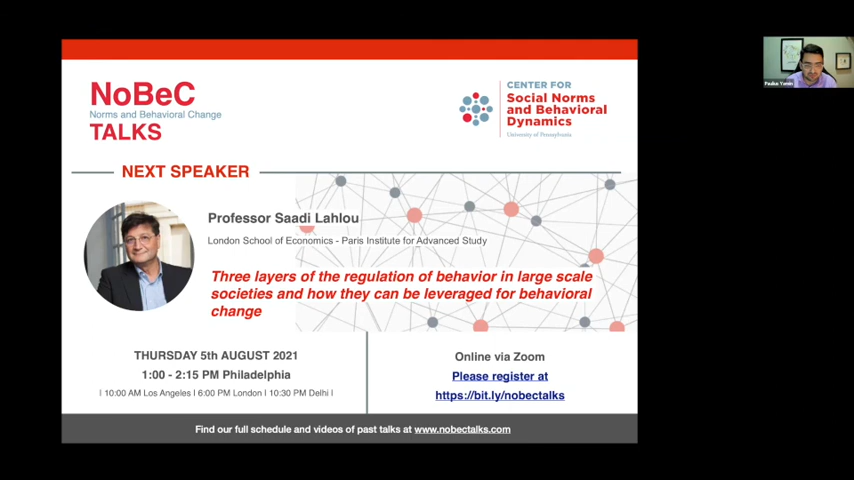 NoBeC
Norms and Behavioral Change
TALKS
CENTER FOR
Social Norms
and Behavioral
Dynamics
University of Pennsylvania
NEXT SPEAKER
Professor Saadi Lahlou
London School of Economics - Paris Institute for Advanced Study
Three layers of the regulation of behavior in large scale
societies and how they can be leveraged for behavioral
change
THURSDAY 5th AUGUST 2021
1:00 - 2:15 PM Philadelphia
| 10:00 AM Los Angeles | 6:00 PM London | 10:30 PM Delhi |
Online via Zoom
Please register at
https://bit.ly/nobectalks
Find our full schedule and videos of past talks at www.nobectalks.com
Paulius Yamin